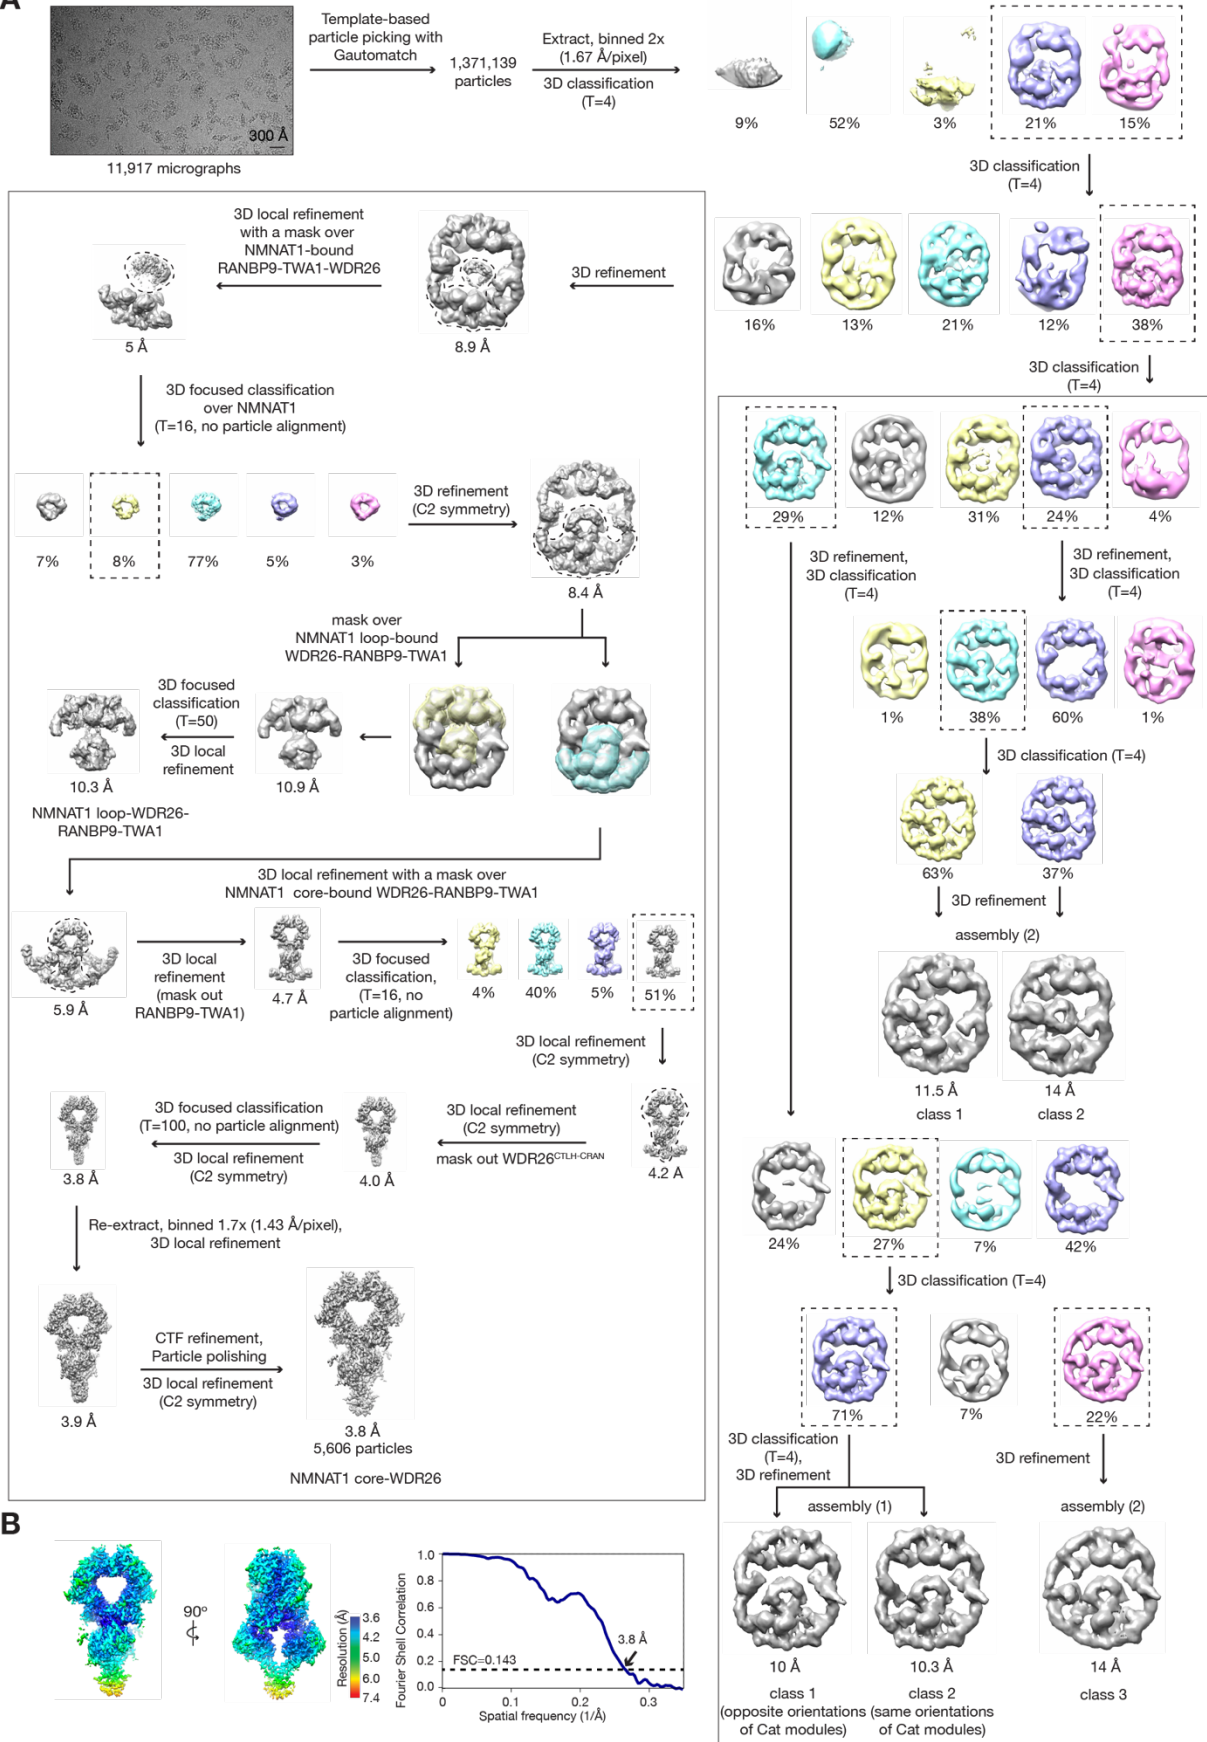 A
Template-based
particle picking with
Gautomatch
1,371,139
particles
Extract, binned 2x
(1.67 Å/pixel)
3D classification
(T=4)
300 Å
11,917 micrographs
9%
52%
3%
21%
15%
3D classification
(T=4)
16%
13%
21%
12%
38%
3D classification
(T=4)
3D refinement
8.9 Å
3D local refinement
with a mask over
NMNAT1-bound
RANBP9-TWA1-WDR26
5 Å
3D focused classification
over NMNAT1
(T=16, no particle alignment)
7%
8%
77%
5%
3%
3D refinement
(C2 symmetry)
8.4 Å
mask over
NMNAT1 loop-bound
WDR26-RANBP9-TWA1
3D focused
classification
(T=50)
3D local
refinement
10.3 Å
10.9 Å
NMNAT1 loop-WDR26-
RANBP9-TWA1
3D local refinement with a mask over
NMNAT1 core-bound WDR26-RANBP9-TWA1
5.9 Å
3D local
refinement
(mask out
RANBP9-TWA1)
4.7 Å
3D focused
classification,
(T=16, no
particle alignment)
4%
40%
5%
51%
3D local refinement
(C2 symmetry)
4.2 A
3D local refinement
(C2 symmetry)
mask out WDR26CTLH-CRAN
4.0 Å
3D focused classification
(T=100, no particle alignment)
3D local refinement
(C2 symmetry)
3.8 Å
Re-extract, binned 1.7x (1.43 Å/pixel),
3D local refinement
3.9 Å
CTF refinement,
Particle polishing
3D local refinement
(C2 symmetry)
3.8 Å
5,606 particles
NMNAT1 core-WDR26
29%
12%
31%
24%
4%
3D refinement,
3D classification
(T=4)
3D refinement,
3D classification
(T=4)
1%
38%
60%
1%
3D classification (T=4)
63%
37%
3D refinement
assembly (2)
11.5 Å
14 Å
class 1
class 2
24%
27%
7%
42%
3D classification (T=4)
71%
7%
22%
3D classification
(T=4),
3D refinement
3D refinement
assembly (1)
assembly (2)
10 Å
10.3 Å
14 Å
class 1
(opposite orientations
of Cat modules)
class 2
(same orientations
of Cat modules)
class 3
B
90º
Resolution (Å)
3.6
4.2
5.0
6.0
7.4
Fourier Shell Correlation
1.0
0.8
0.6
0.4
0.2
0.0
FSC=0.143
3.8 Å
0
0.1
0.2
0.3
Spatial frequency (1/Å)